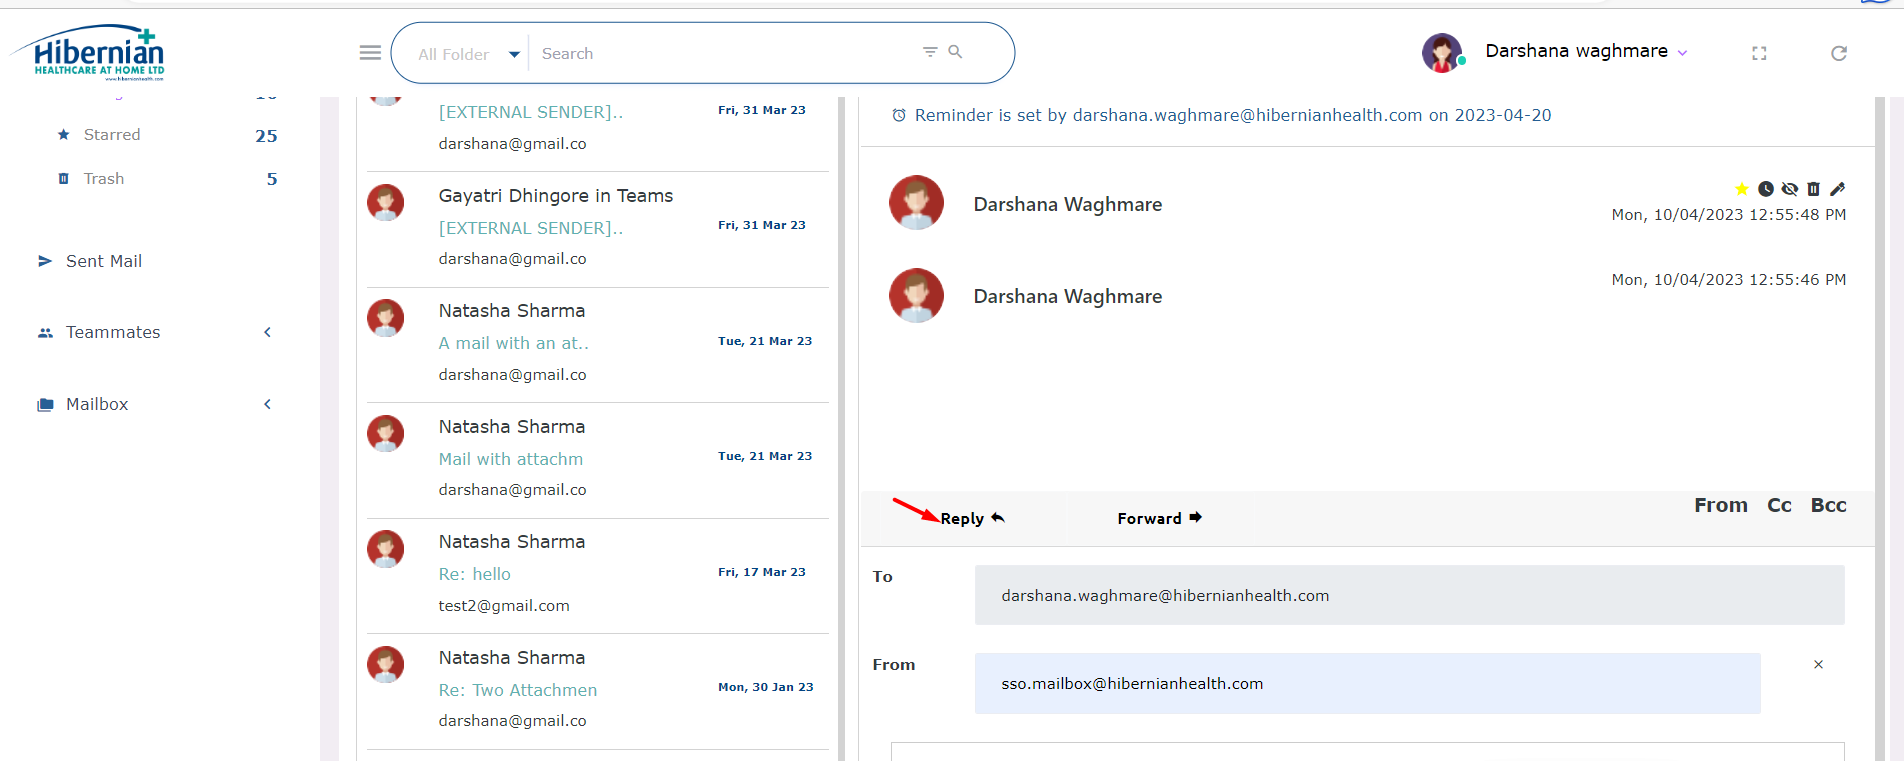 Hibernian
HEALTHCARE AT HOME LTD
www.hibernianhealth.com
All Folder
Search
Darshana waghmare
Starred 25
Trash 5
Sent Mail
Teammates
Mailbox
[EXTERNAL SENDER]..
Fri, 31 Mar 23
darshana@gmail.co
Gayatri Dhingore in Teams
[EXTERNAL SENDER]..
Fri, 31 Mar 23
darshana@gmail.co
Natasha Sharma
A mail with an at..
Tue, 21 Mar 23
darshana@gmail.co
Natasha Sharma
Mail with attachm
Tue, 21 Mar 23
darshana@gmail.co
Natasha Sharma
Re: hello
Fri, 17 Mar 23
test2@gmail.com
Natasha Sharma
Re: Two Attachmen
Mon, 30 Jan 23
darshana@gmail.co
Reminder is set by darshana.waghmare@hibernianhealth.com on 2023-04-20
Darshana Waghmare
Mon, 10/04/2023 12:55:48 PM
Darshana Waghmare
Mon, 10/04/2023 12:55:46 PM
Reply
Forward
From Cc Bcc
To
darshana.waghmare@hibernianhealth.com
From
sso.mailbox@hibernianhealth.com